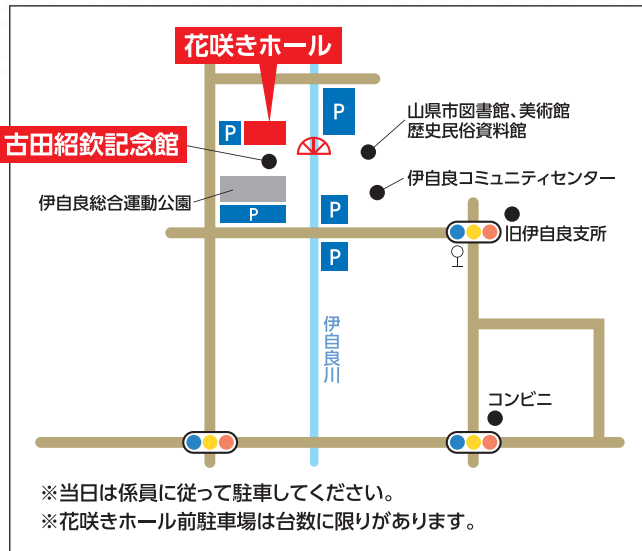 花咲きホール
P
P
山県市図書館、美術館
歴史民俗資料館
古田紹欽記念館
伊自良コミュニティセンター
伊自良総合運動公園
P
P
旧伊自良支所
P
伊自良川
コンビニ
※当日は係員に従って駐車してください。
※花咲きホール前駐車場は台数に限りがあります。